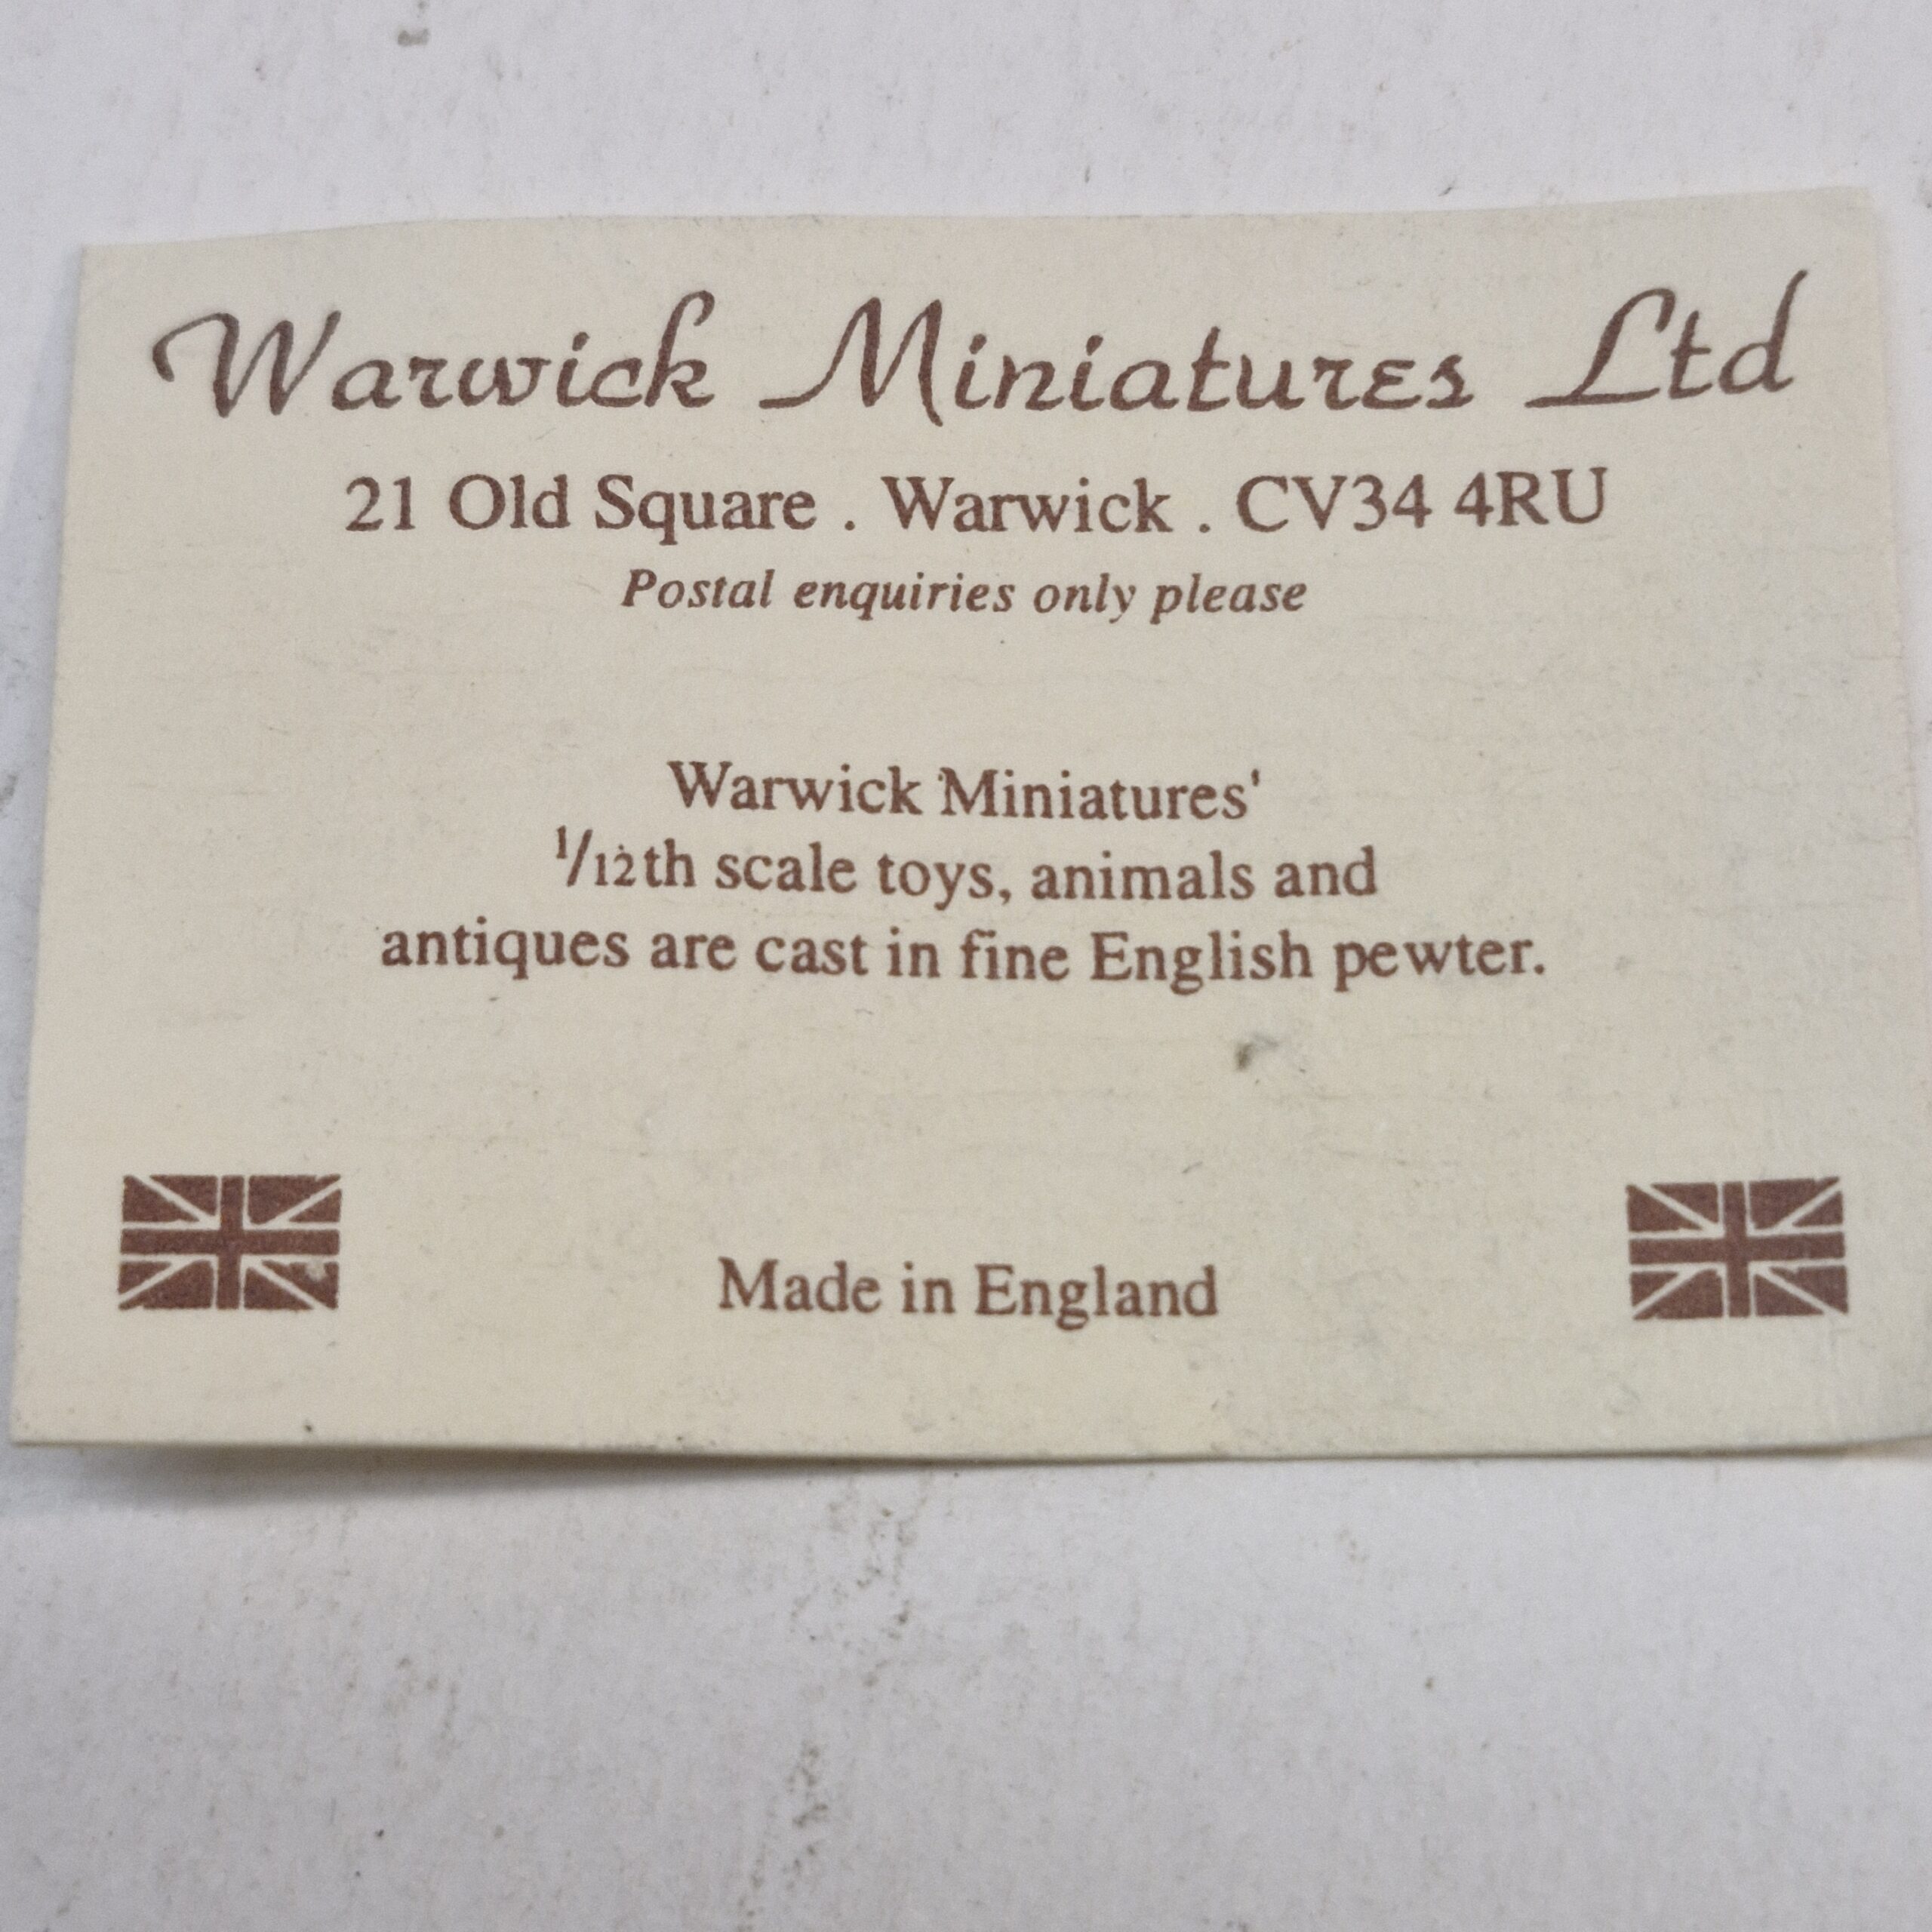 Warwick Miniatures Ltd
21 Old Square . Warwick . CV34 4RU
Postal enquiries only please
Warwick Miniatures'
1/12th scale toys, animals and
antiques are cast in fine English pewter.
Made in England